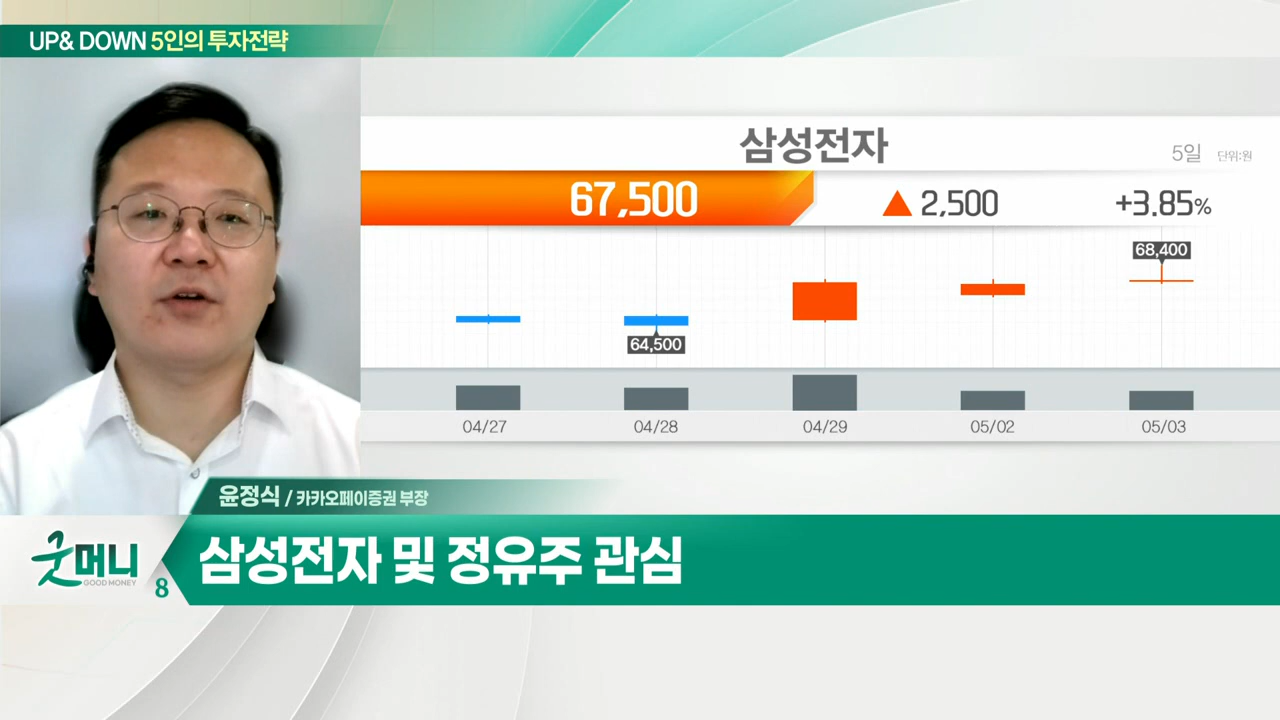 UP& DOWN 5인의 투자전략
삼성전자
5일 단위:원
67,500 ▲ 2,500 +3.85%
68,400
64,500
04/27 04/28 04/29 05/02 05/03
윤정식 / 카카오페이증권 부장
굿머니
GOOD MONEY
8
삼성전자 및 정유주 관심